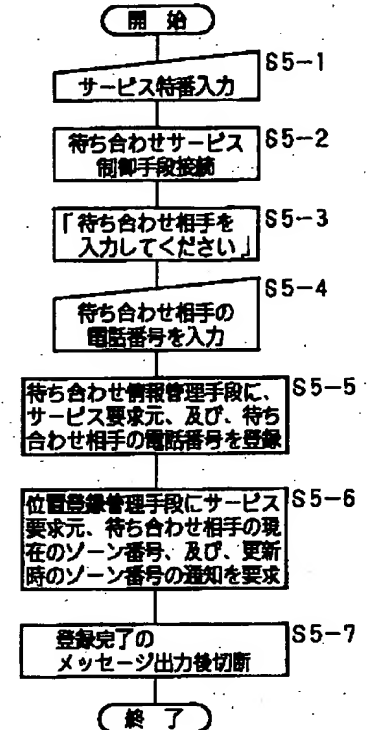 開 始
S5-1
サービス特番入力
S5-2
待ち合わせサービス
制御手段接続
S5-3
「待ち合わせ相手を
入力してください」
S5-4
待ち合わせ相手の
電話番号を入力
S5-5
待ち合わせ情報管理手段に、
サービス要求元、及び、待ち
合わせ相手の電話番号を登録
S5-6
位置登録管理手段にサービス
要求元、待ち合わせ相手の現
在のゾーン番号、及び、更新
時のゾーン番号の通知を要求
S5-7
登録完了の
メッセージ出力後切断
終 了